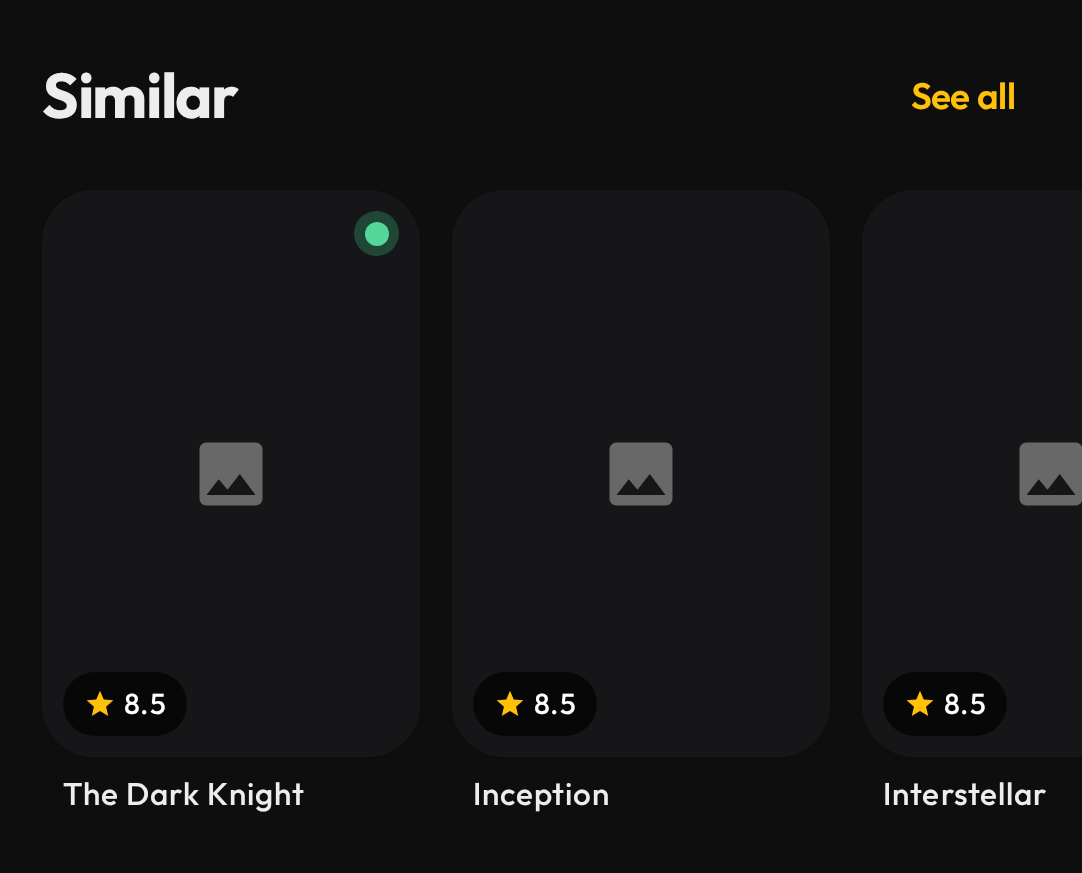 Similar
See all
8.5
8.5
8.5
The Dark Knight
Inception
Interstellar